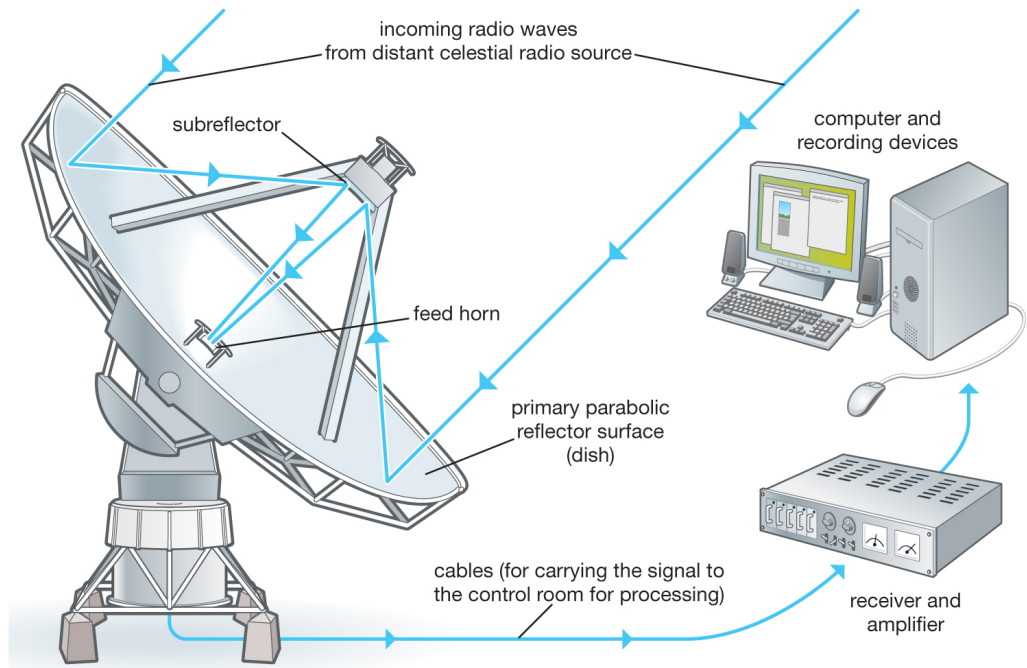 incoming radio waves
from distant celestial radio source
subreflector
computer and
recording devices
feed horn
primary parabolic
reflector surface
(dish)
cables (for carrying the signal to
the control room for processing)
receiver and
amplifier